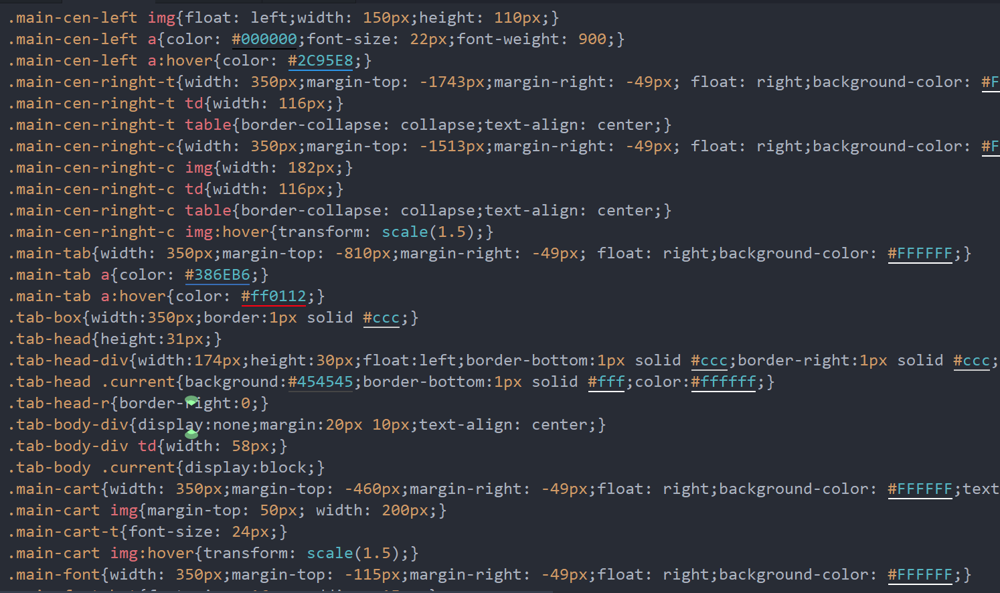 .main-cen-left img{float: left;width: 150px;height: 110px;}
.main-cen-left a{color: #000000;font-size: 22px;font-weight: 900;}
.main-cen-left a:hover{color: #2C95E8;}
.main-cen-ringht-t{width: 350px;margin-top: -1743px;margin-right: -49px; float: right;background-color: #F
.main-cen-ringht-t td{width: 116px;}
.main-cen-ringht-t table{border-collapse: collapse;text-align: center;}
.main-cen-ringht-c{width: 350px;margin-top: -1513px;margin-right: -49px; float: right;background-color: #F
.main-cen-ringht-c img{width: 182px;}
.main-cen-ringht-c td{width: 116px;}
.main-cen-ringht-c table{border-collapse: collapse;text-align: center;}
.main-cen-ringht-c img:hover{transform: scale(1.5);}
.main-tab{width: 350px;margin-top: -810px;margin-right: -49px; float: right;background-color: #FFFFFF;}
.main-tab a{color: #386EB6;}
.main-tab a:hover{color: #ff0112;}
.tab-box{width:350px;border:1px solid #ccc;}
.tab-head{height:31px;}
.tab-head-div{width:174px;height:30px;float:left;border-bottom:1px solid #ccc;border-right:1px solid #ccc;
.tab-head .current{background:#454545;border-bottom:1px solid #fff;color:#ffffff;}
.tab-head-r{border-right:0;}
.tab-body-div{display:none;margin:20px 10px;text-align: center;}
.tab-body-div td{width: 58px;}
.tab-body .current{display:block;}
.main-cart{width: 350px;margin-top: -460px;margin-right: -49px;float: right;background-color: #FFFFFF;text
.main-cart img{margin-top: 50px; width: 200px;}
.main-cart-t{font-size: 24px;}
.main-cart img:hover{transform: scale(1.5);}
.main-font{width: 350px;margin-top: -115px;margin-right: -49px;float: right;background-color: #FFFFFF;}